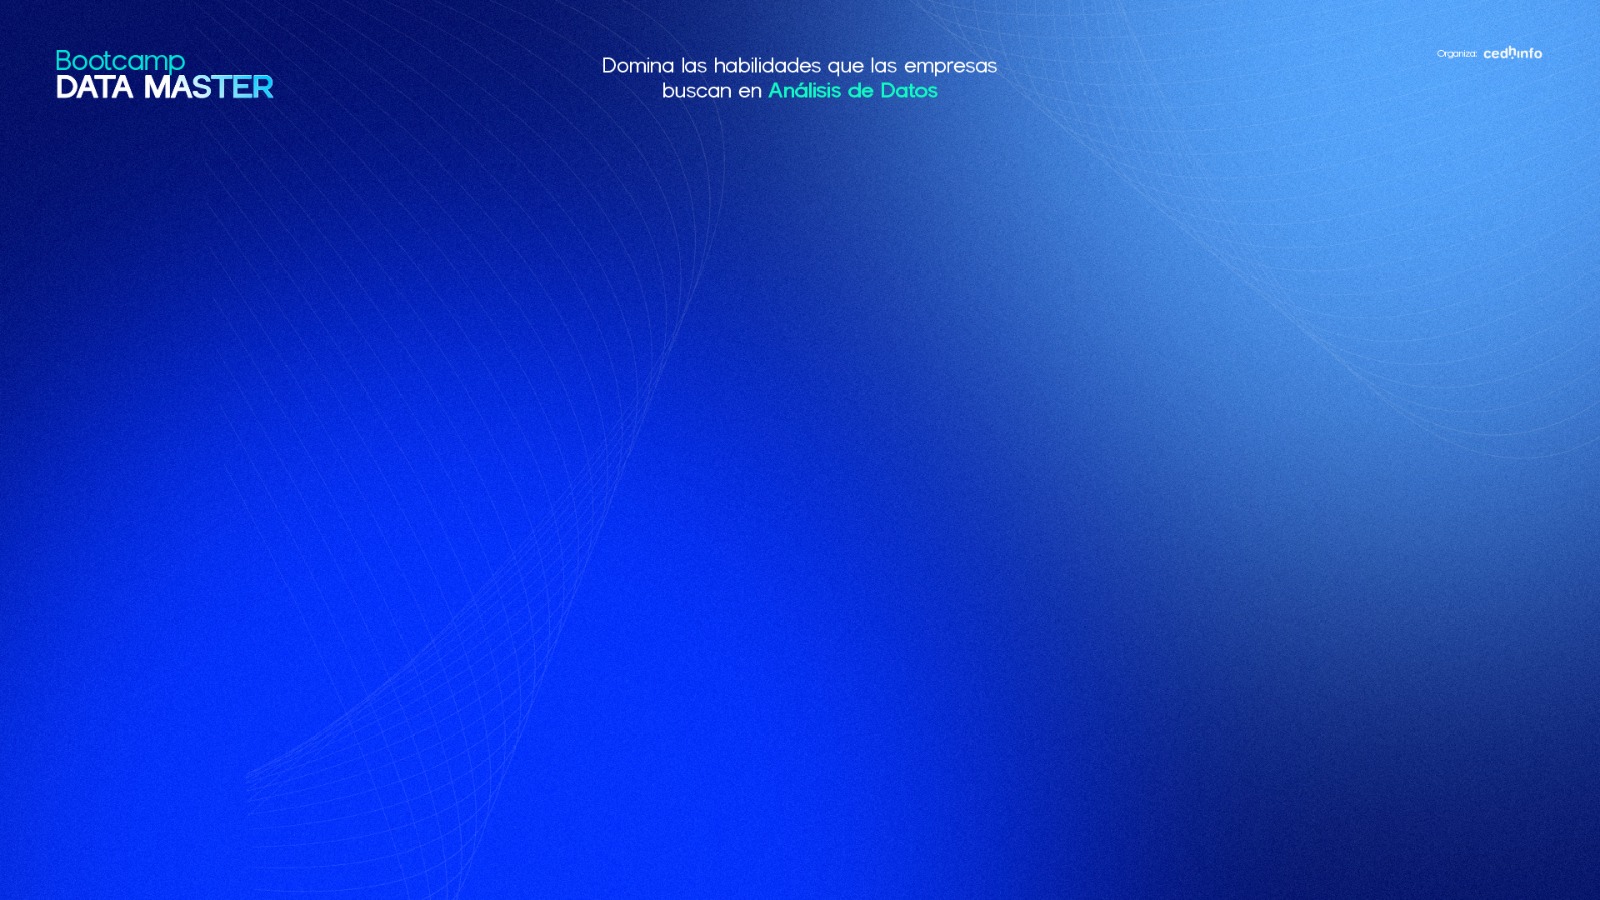 Bootcamp
DATA MASTER
Domina las habilidades que las empresas
buscan en Análisis de Datos
Organiza: cedhinfo